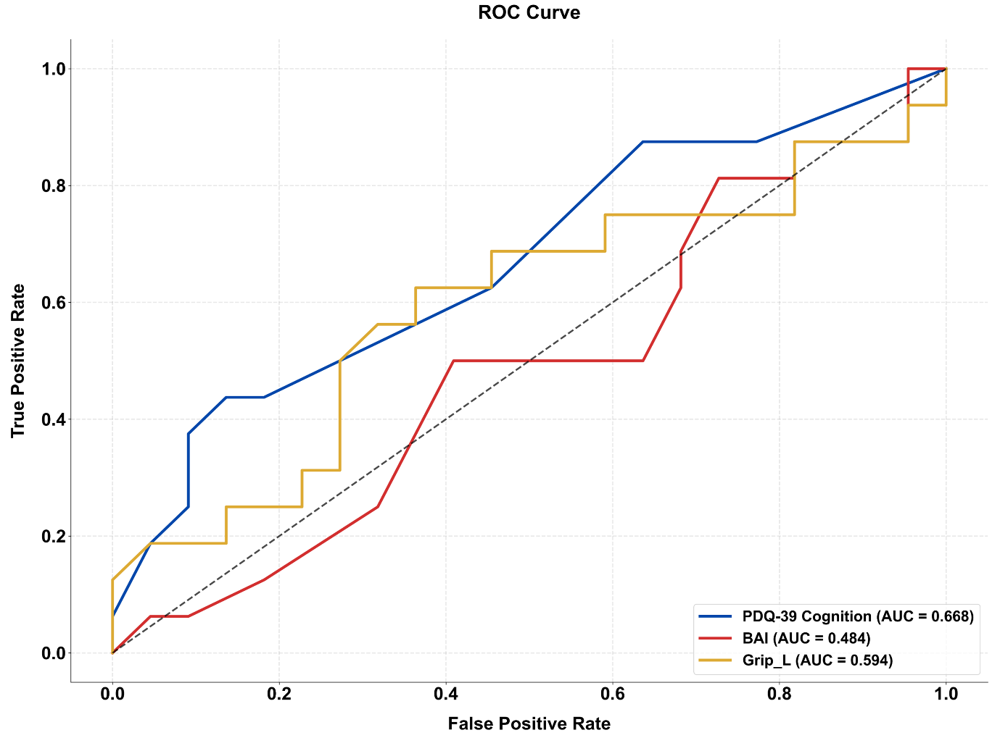 ROC Curve
1.0
0.8
0.6
0.4
0.2
0.0
True Positive Rate
0.0 0.2 0.4 0.6 0.8 1.0
False Positive Rate
PDQ-39 Cognition (AUC = 0.668)
BAI (AUC = 0.484)
Grip_L (AUC = 0.594)